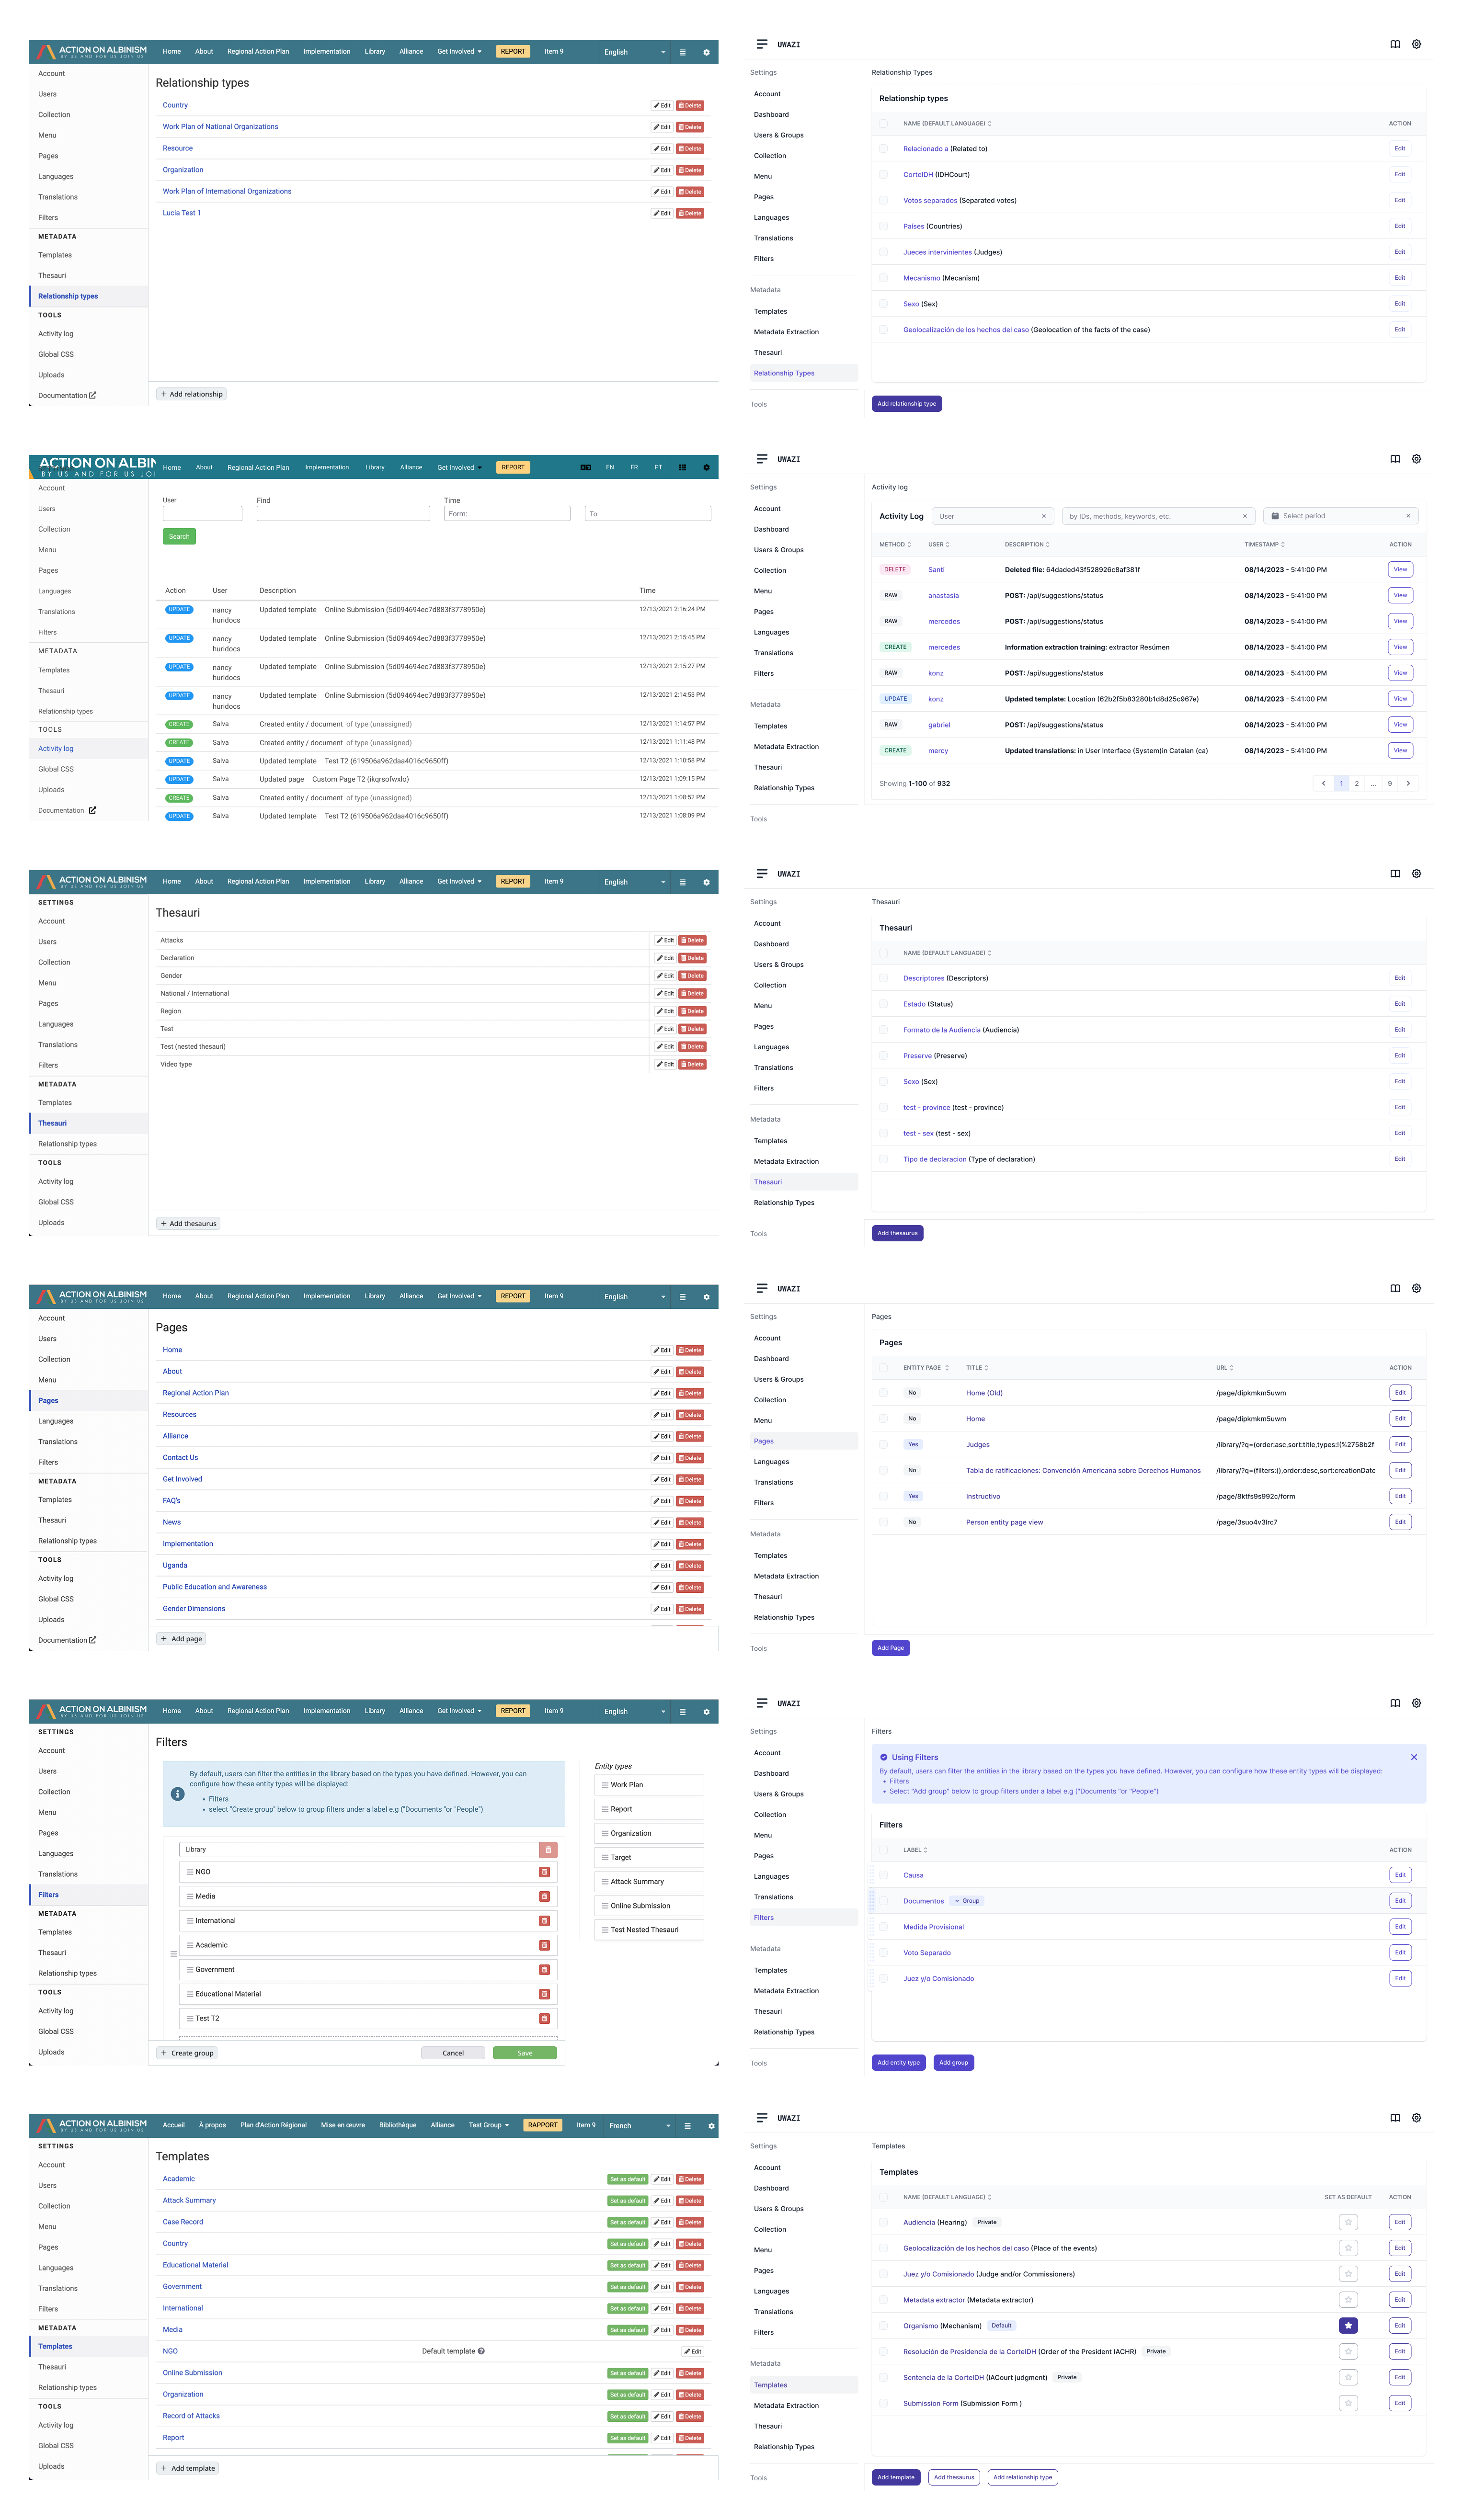 ACTION ON ALBINISM
BY US AND FOR US JOIN US
Home About Regional Action Plan Implementation Library Alliance Get Involved REPORT Item 9 English
Account
Users
Collection
Menu
Pages
Languages
Translations
Filters
METADATA
Templates
Thesauri
Relationship types
TOOLS
Activity log
Global CSS
Uploads
Documentation
Relationship types
Country Edit Delete
Work Plan of National Organizations Edit Delete
Resource Edit Delete
Organization Edit Delete
Work Plan of International Organizations Edit Delete
Lucia Test 1 Edit Delete
+ Add relationship
UWAZI
Settings
Account
Dashboard
Users & Groups
Collection
Menu
Pages
Languages
Translations
Filters
Metadata
Templates
Metadata Extraction
Thesauri
Relationship Types
Tools
Relationship Types
Relationship types
NAME (DEFAULT LANGUAGE) ACTION
Relacionado a (Related to) Edit
CorteIDH (IDHCourt) Edit
Votos separados (Separated votes) Edit
Países (Countries) Edit
Jueces intervinientes (Judges) Edit
Mecanismo (Mecanism) Edit
Sexo (Sex) Edit
Geolocalización de los hechos del caso (Geolocation of the facts of the case) Edit
Add relationship type
ACTION ON ALBIN
BY US AND FOR US JOI
Home About Regional Action Plan Implementation Library Alliance Get Involved REPORT EN FR PT
Account
Users
Collection
Menu
Pages
Languages
Translations
Filters
METADATA
Templates
Thesauri
Relationship types
TOOLS
Activity log
Global CSS
Uploads
Documentation
User Find Time
Form: To:
Search
Action User Description Time
UPDATE nancy huridocs Updated template Online Submission (5d094694ec7d883f3778950e) 12/13/2021 2:16:24 PM
UPDATE nancy huridocs Updated template Online Submission (5d094694ec7d883f3778950e) 12/13/2021 2:15:45 PM
UPDATE nancy huridocs Updated template Online Submission (5d094694ec7d883f3778950e) 12/13/2021 2:15:27 PM
UPDATE nancy huridocs Updated template Online Submission (5d094694ec7d883f3778950e) 12/13/2021 2:14:53 PM
CREATE Salva Created entity / document of type (unassigned) 12/13/2021 1:14:57 PM
CREATE Salva Created entity / document of type (unassigned) 12/13/2021 1:11:48 PM
UPDATE Salva Updated template Test T2 (619506a962daa4016c9650ff) 12/13/2021 1:10:58 PM
UPDATE Salva Updated page Custom Page T2 (ikqrsofwxlo) 12/13/2021 1:09:15 PM
CREATE Salva Created entity / document of type (unassigned) 12/13/2021 1:08:52 PM
UPDATE Salva Updated template Test T2 (619506a962daa4016c9650ff) 12/13/2021 1:08:09 PM
UWAZI
Settings
Account
Dashboard
Users & Groups
Collection
Menu
Pages
Languages
Translations
Filters
Metadata
Templates
Metadata Extraction
Thesauri
Relationship Types
Tools
Activity log
Activity Log User × by IDs, methods, keywords, etc. × Select period ×
METHOD USER DESCRIPTION TIMESTAMP ACTION
DELETE Santi Deleted file: 64daded43f528926c8af381f 08/14/2023 - 5:41:00 PM View
RAW anastasia POST: /api/suggestions/status 08/14/2023 - 5:41:00 PM View
RAW mercedes POST: /api/suggestions/status 08/14/2023 - 5:41:00 PM View
CREATE mercedes Information extraction training: extractor Resúmen 08/14/2023 - 5:41:00 PM View
RAW konz POST: /api/suggestions/status 08/14/2023 - 5:41:00 PM View
UPDATE konz Updated template: Location (62b2f5b83280b1d8d25c967e) 08/14/2023 - 5:41:00 PM View
RAW gabriel POST: /api/suggestions/status 08/14/2023 - 5:41:00 PM View
CREATE mercy Updated translations: in User Interface (System)in Catalan (ca) 08/14/2023 - 5:41:00 PM View
Showing 1-100 of 932 1 2 ... 9
ACTION ON ALBINISM
BY US AND FOR US JOIN US
Home About Regional Action Plan Implementation Library Alliance Get Involved REPORT Item 9 English
SETTINGS
Account
Users
Collection
Menu
Pages
Languages
Translations
Filters
METADATA
Templates
Thesauri
Relationship types
TOOLS
Activity log
Global CSS
Uploads
Thesauri
Attacks Edit Delete
Declaration Edit Delete
Gender Edit Delete
National / International Edit Delete
Region Edit Delete
Test Edit Delete
Test (nested thesauri) Edit Delete
Video type Edit Delete
+ Add thesaurus
UWAZI
Settings
Account
Dashboard
Users & Groups
Collection
Menu
Pages
Languages
Translations
Filters
Metadata
Templates
Metadata Extraction
Thesauri
Relationship Types
Tools
Thesauri
Thesauri
NAME (DEFAULT LANGUAGE)
Descriptores (Descriptors) Edit
Estado (Status) Edit
Formato de la Audiencia (Audiencia) Edit
Preserve (Preserve) Edit
Sexo (Sex) Edit
test - province (test - province) Edit
test - sex (test - sex) Edit
Tipo de declaracion (Type of declaration) Edit
Add thesaurus
ACTION ON ALBINISM
BY US AND FOR US JOIN US
Home About Regional Action Plan Implementation Library Alliance Get Involved REPORT Item 9 English
Account
Users
Collection
Menu
Pages
Languages
Translations
Filters
METADATA
Templates
Thesauri
Relationship types
TOOLS
Activity log
Global CSS
Uploads
Documentation
Pages
Home Edit Delete
About Edit Delete
Regional Action Plan Edit Delete
Resources Edit Delete
Alliance Edit Delete
Contact Us Edit Delete
Get Involved Edit Delete
FAQ's Edit Delete
News Edit Delete
Implementation Edit Delete
Uganda Edit Delete
Public Education and Awareness Edit Delete
Gender Dimensions Edit Delete
+ Add page
UWAZI
Settings
Account
Dashboard
Users & Groups
Collection
Menu
Pages
Languages
Translations
Filters
Metadata
Templates
Metadata Extraction
Thesauri
Relationship Types
Tools
Pages
Pages
ENTITY PAGE TITLE URL ACTION
No Home (Old) /page/dipkmkm5uwm Edit
No Home /page/dipkmkm5uwm Edit
Yes Judges /library/?q=(order:asc,sort:title,types:!(%2758b2f Edit
No Tabla de ratificaciones: Convención Americana sobre Derechos Humanos /library/?q=(filters:(),order:desc,sort:creationDate Edit
Yes Instructivo /page/8ktfs9s992c/form Edit
No Person entity page view /page/3suo4v3lrc7 Edit
Add Page
ACTION ON ALBINISM
BY US AND FOR US JOIN US
Home About Regional Action Plan Implementation Library Alliance Get Involved REPORT Item 9 English
SETTINGS
Account
Users
Collection
Menu
Pages
Languages
Translations
Filters
METADATA
Templates
Thesauri
Relationship types
TOOLS
Activity log
Global CSS
Uploads
Filters
By default, users can filter the entities in the library based on the types you have defined. However, you can
configure how these entity types will be displayed:
• Filters
• select "Create group" below to group filters under a label e.g ("Documents "or "People")
Library
NGO
Media
International
Academic
Government
Educational Material
Test T2
Entity types
Work Plan
Report
Organization
Target
Attack Summary
Online Submission
Test Nested Thesauri
+ Create group Cancel Save
UWAZI
Settings
Account
Dashboard
Users & Groups
Collection
Menu
Pages
Languages
Translations
Filters
Metadata
Templates
Metadata Extraction
Thesauri
Relationship Types
Tools
Filters
Using Filters
By default, users can filter the entities in the library based on the types you have defined. However, you can configure how these entity types will be displayed:
• Filters
• Select "Add group" below to group filters under a label e.g ("Documents "or "People")
Filters
LABEL ACTION
Causa Edit
Documentos Group Edit
Medida Provisional Edit
Voto Separado Edit
Juez y/o Comisionado Edit
Add entity type Add group
ACTION ON ALBINISM
BY US AND FOR US JOIN US
Accueil À propos Plan d'Action Régional Mise en œuvre Bibliothèque Alliance Test Group RAPPORT Item 9 French
SETTINGS
Account
Users
Collection
Menu
Pages
Languages
Translations
Filters
METADATA
Templates
Thesauri
Relationship types
TOOLS
Activity log
Global CSS
Uploads
Templates
Academic Set as default Edit Delete
Attack Summary Set as default Edit Delete
Case Record Set as default Edit Delete
Country Set as default Edit Delete
Educational Material Set as default Edit Delete
Government Set as default Edit Delete
International Set as default Edit Delete
Media Set as default Edit Delete
NGO Default template Edit
Online Submission Set as default Edit Delete
Organization Set as default Edit Delete
Record of Attacks Set as default Edit Delete
Report Set as default Edit Delete
+ Add template
UWAZI
Settings
Account
Dashboard
Users & Groups
Collection
Menu
Pages
Languages
Translations
Filters
Metadata
Templates
Metadata Extraction
Thesauri
Relationship Types
Tools
Templates
Templates
NAME (DEFAULT LANGUAGE) SET AS DEFAULT ACTION
Audiencia (Hearing) Private Edit
Geolocalización de los hechos del caso (Place of the events) Edit
Juez y/o Comisionado (Judge and/or Commissioners) Edit
Metadata extractor (Metadata extractor) Edit
Organismo (Mechanism) Default Edit
Resolución de Presidencia de la CorteIDH (Order of the President IACHR) Private Edit
Sentencia de la CorteIDH (IACourt judgment) Private Edit
Submission Form (Submission Form ) Edit
Add template Add thesaurus Add relationship type